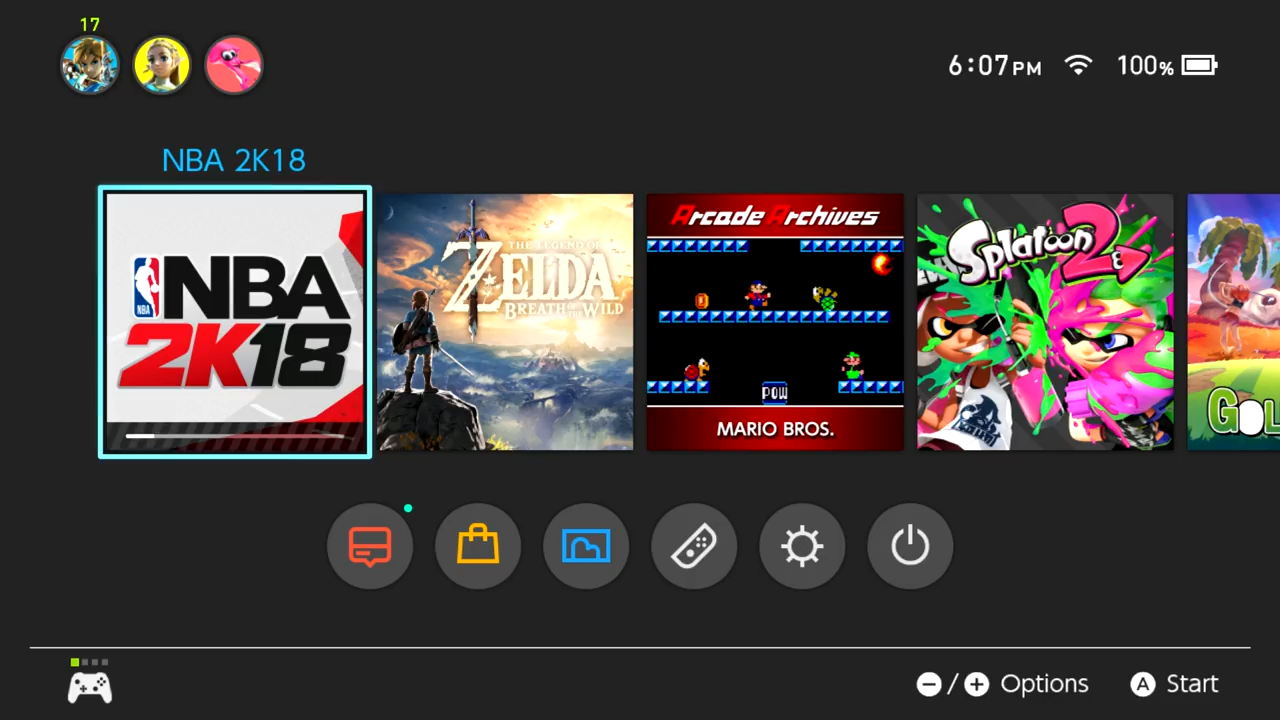 17
6:07PM
100%
NBA 2K18
NBA
NBA
2K18
THE LEGEND OF
ZELDA
BREATH OF THE WILD
Arcade Archives
POW
MARIO BROS.
Splatoon 2
GOL
-/+ Options
A Start